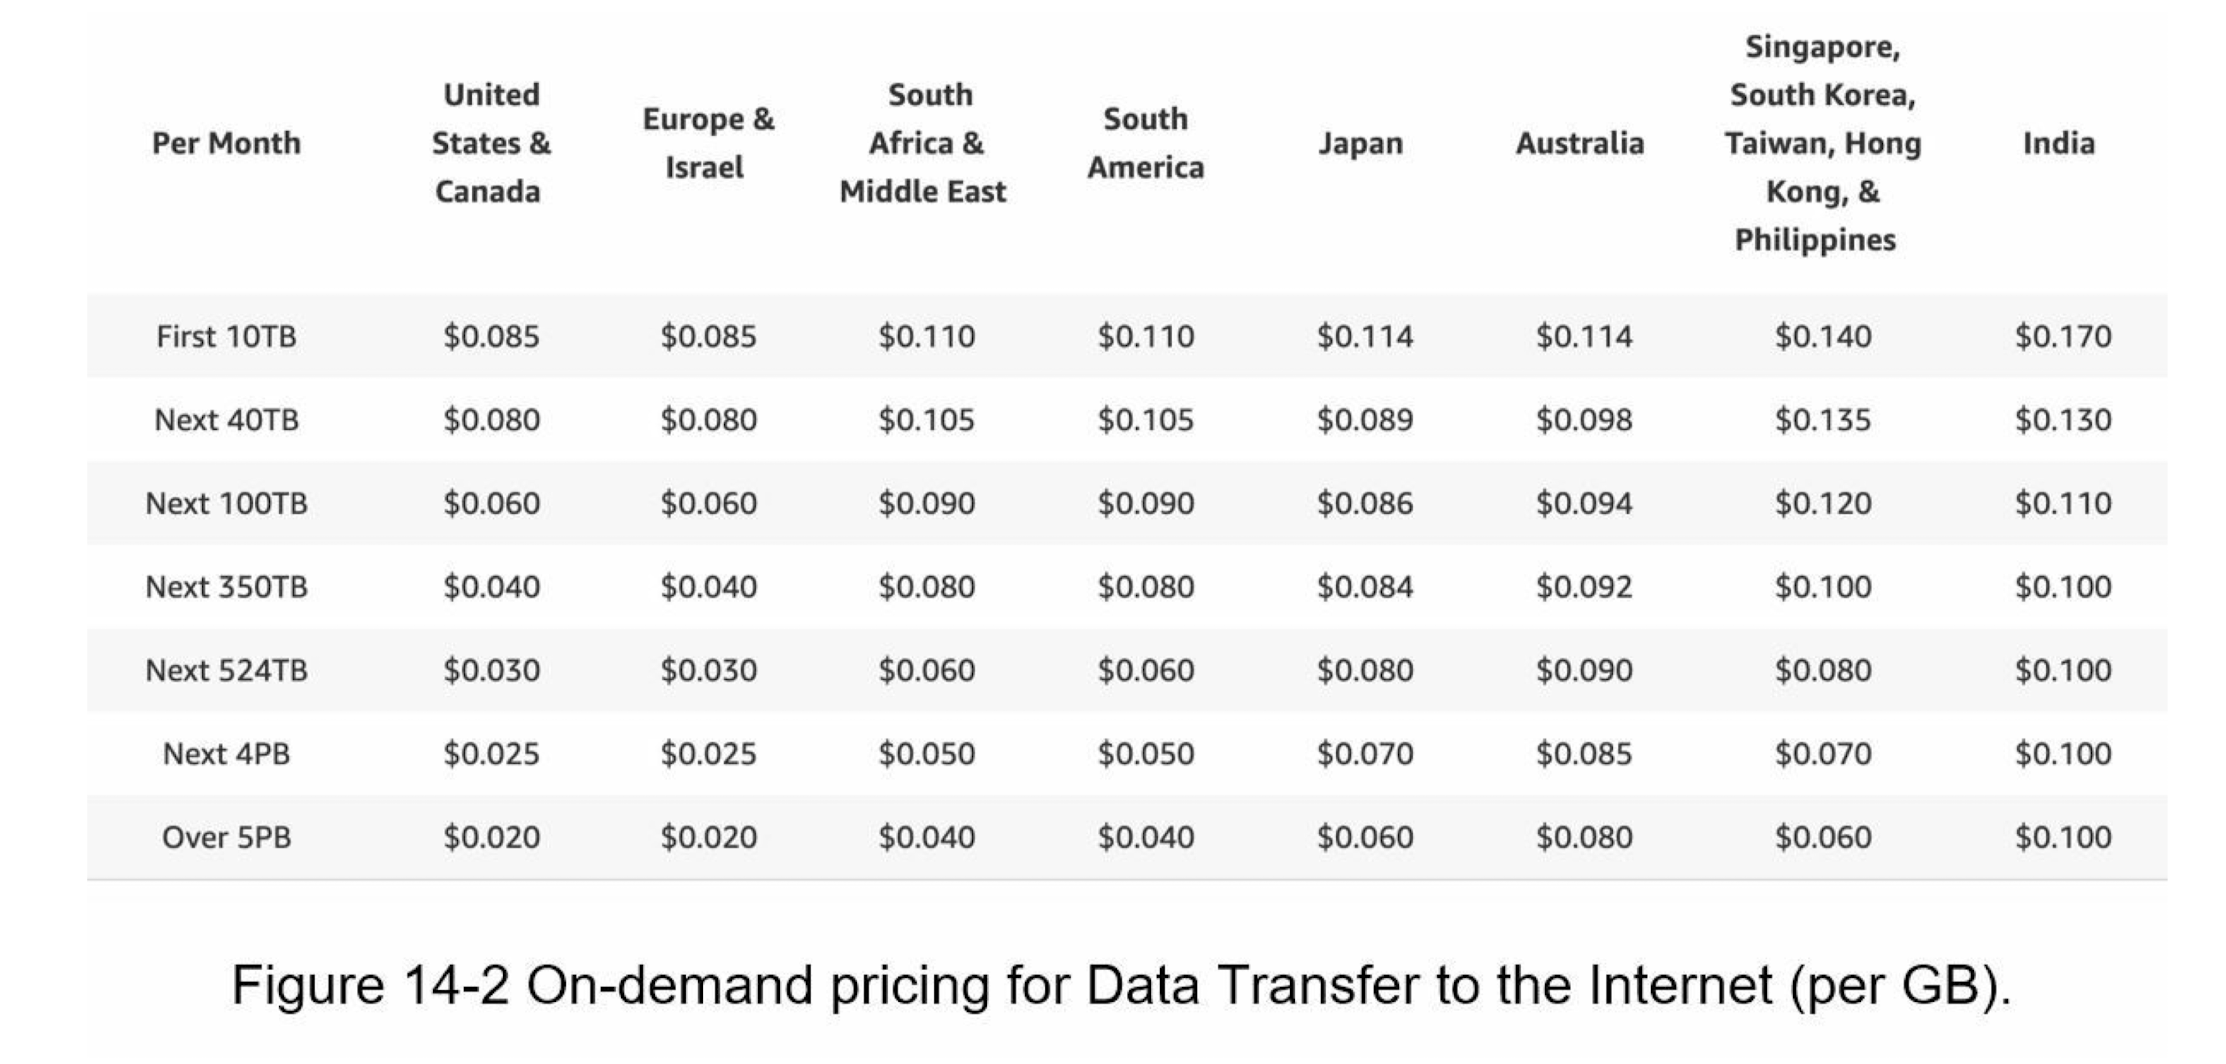 Per Month United States & Canada Europe & Israel South Africa & Middle East South America Japan Australia Singapore, South Korea, Taiwan, Hong Kong, & Philippines India
First 10TB $0.085 $0.085 $0.110 $0.110 $0.114 $0.114 $0.140 $0.170
Next 40TB $0.080 $0.080 $0.105 $0.105 $0.089 $0.098 $0.135 $0.130
Next 100TB $0.060 $0.060 $0.090 $0.090 $0.086 $0.094 $0.120 $0.110
Next 350TB $0.040 $0.040 $0.080 $0.080 $0.084 $0.092 $0.100 $0.100
Next 524TB $0.030 $0.030 $0.060 $0.060 $0.080 $0.090 $0.080 $0.100
Next 4PB $0.025 $0.025 $0.050 $0.050 $0.070 $0.085 $0.070 $0.100
Over 5PB $0.020 $0.020 $0.040 $0.040 $0.060 $0.080 $0.060 $0.100
Figure 14-2 On-demand pricing for Data Transfer to the Internet (per GB).